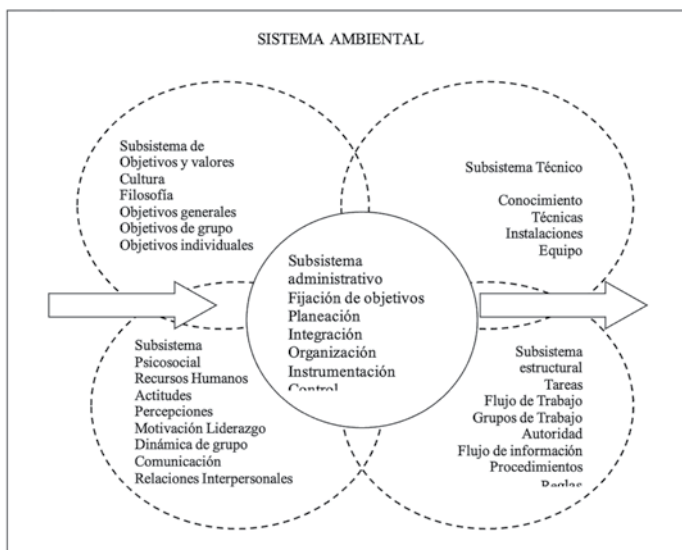 SISTEMA AMBIENTAL
Subsistema de
Objetivos y valores
Cultura
Filosofía
Objetivos generales
Objetivos de grupo
Objetivos individuales
Subsistema Técnico
Conocimiento
Técnicas
Instalaciones
Equipo
Subsistema
administrativo
Fijación de objetivos
Planeación
Integración
Organización
Instrumentación
Control
Subsistema
Psicosocial
Recursos Humanos
Actitudes
Percepciones
Motivación Liderazgo
Dinámica de grupo
Comunicación
Relaciones Interpersonales
Subsistema
estructural
Tareas
Flujo de Trabajo
Grupos de Trabajo
Autoridad
Flujo de información
Procedimientos
Reglas